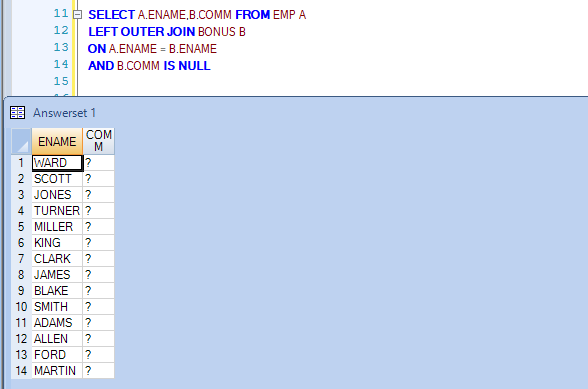 11 SELECT A.ENAME,B.COMM FROM EMP A
12 LEFT OUTER JOIN BONUS B
13 ON A.ENAME = B.ENAME
14 AND B.COMM IS NULL
15
Answerset 1
ENAME COM
M
1 WARD ?
2 SCOTT ?
3 JONES ?
4 TURNER ?
5 MILLER ?
6 KING ?
7 CLARK ?
8 JAMES ?
9 BLAKE ?
10 SMITH ?
11 ADAMS ?
12 ALLEN ?
13 FORD ?
14 MARTIN ?